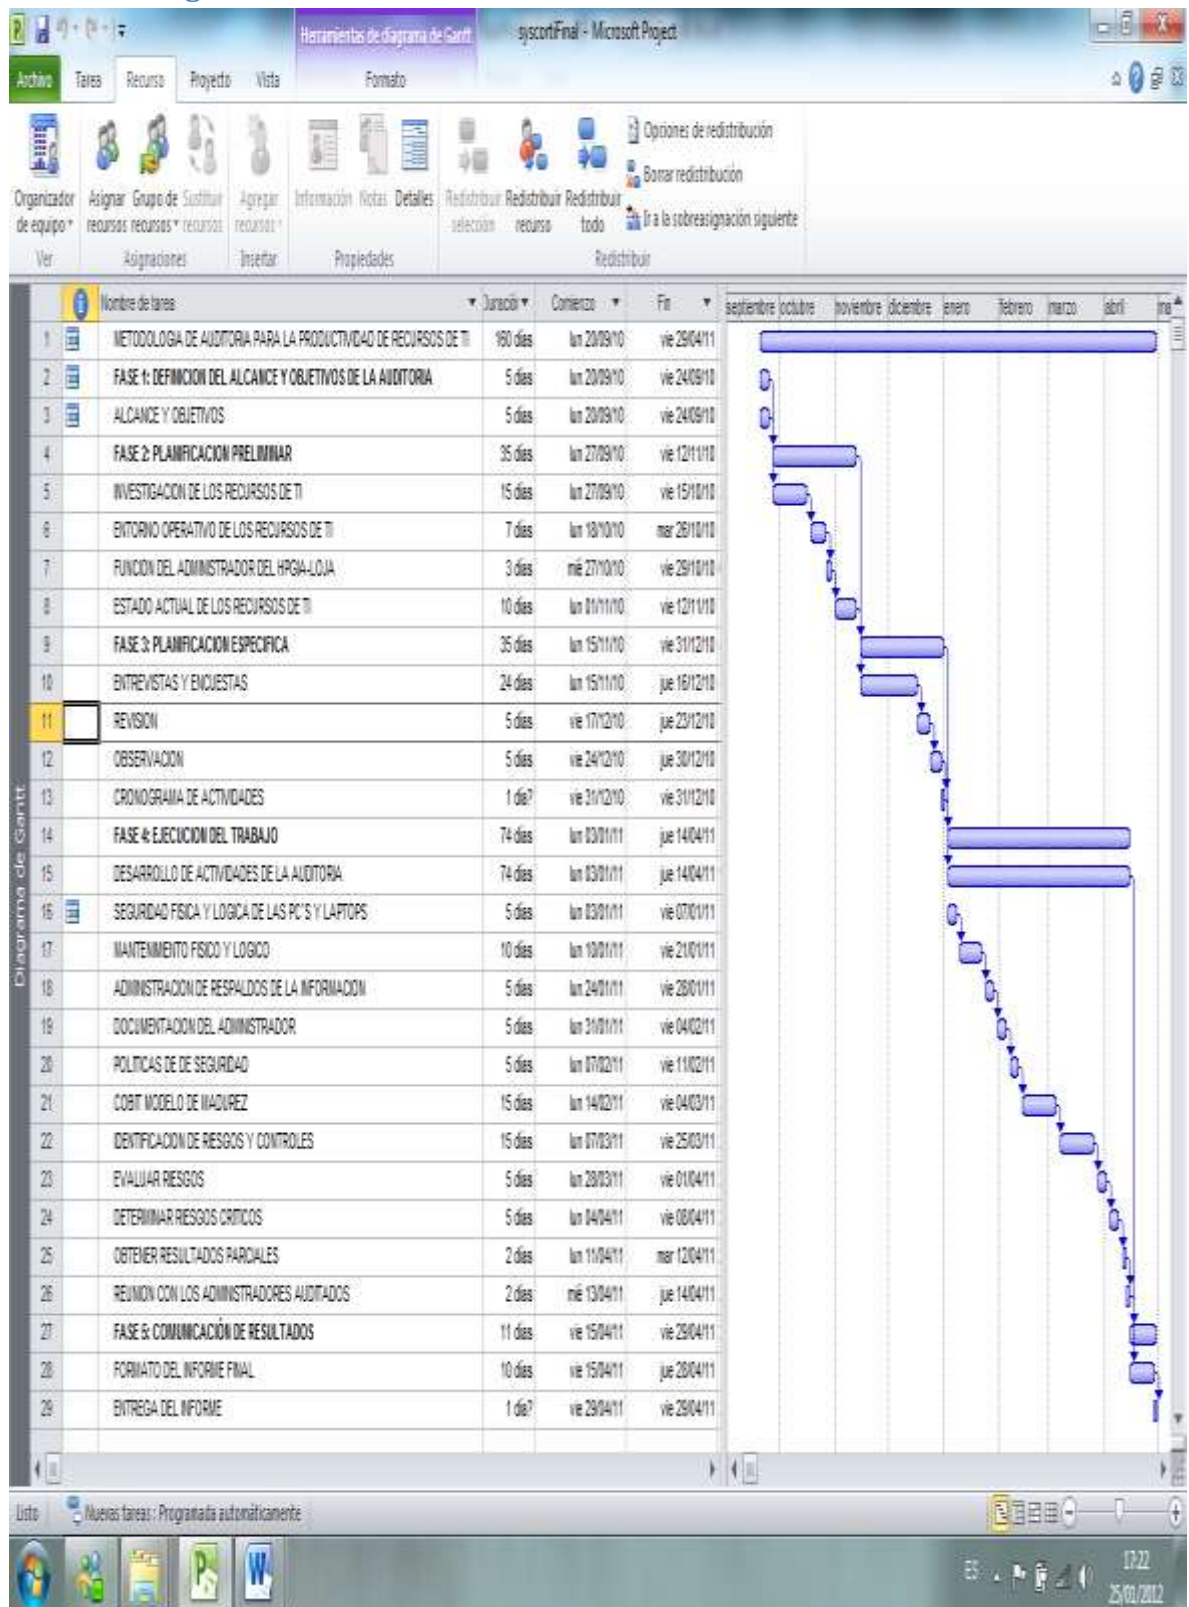 Herramientas de diagrama de Gantt
syscortiFinal - Microsoft Project
Archivo Tarea Recurso Proyecto Vista Formato
Organizador de equipo
Asignar recursos
Grupo de recursos
Sustituir recursos
Agregar recursos
Información
Notas
Detalles
Redistribuir selección
Redistribuir recurso
Redistribuir todo
Opciones de redistribución
Borrar redistribución
Ir a la sobreasignación siguiente
Ver Asignaciones Insertar Propiedades Redistribuir
Nombre de tarea Duración Comienzo Fin septiembre octubre noviembre diciembre enero febrero marzo abril ma
1 METODOLOGIA DE AUDITORIA PARA LA PRODUCTIVIDAD DE RECURSOS DE TI 160 días lun 20/09/10 vie 29/04/11
2 FASE 1: DEFINICION DEL ALCANCE Y OBJETIVOS DE LA AUDITORIA 5 días lun 20/09/10 vie 24/09/10
3 ALCANCE Y OBJETIVOS 5 días lun 20/09/10 vie 24/09/10
4 FASE 2: PLANIFICACION PRELIMINAR 35 días lun 27/09/10 vie 12/11/10
5 INVESTIGACION DE LOS RECURSOS DE TI 15 días lun 27/09/10 vie 15/10/10
6 ENTORNO OPERATIVO DE LOS RECURSOS DE TI 7 días lun 18/10/10 mar 26/10/10
7 FUNCION DEL ADMINISTRADOR DEL HPGIA-LOJA 3 días mié 27/10/10 vie 29/10/10
8 ESTADO ACTUAL DE LOS RECURSOS DE TI 10 días lun 01/11/10 vie 12/11/10
9 FASE 3: PLANIFICACION ESPECIFICA 35 días lun 15/11/10 vie 31/12/10
10 ENTREVISTAS Y ENCUESTAS 24 días lun 15/11/10 jue 16/12/10
11 REVISION 5 días vie 17/12/10 jue 23/12/10
12 OBSERVACION 5 días vie 24/12/10 jue 30/12/10
13 CRONOGRAMA DE ACTIVIDADES 1 día? vie 31/12/10 vie 31/12/10
14 FASE 4: EJECUCION DEL TRABAJO 74 días lun 03/01/11 jue 14/04/11
15 DESARROLLO DE ACTIVIDADES DE LA AUDITORIA 74 días lun 03/01/11 jue 14/04/11
16 SEGURIDAD FISICA Y LOGICA DE LAS PC'S Y LAPTOPS 5 días lun 03/01/11 vie 07/01/11
17 MANTENIMIENTO FISICO Y LOGICO 10 días lun 10/01/11 vie 21/01/11
18 ADMINISTRACION DE RESPALDOS DE LA INFORMACION 5 días lun 24/01/11 vie 28/01/11
19 DOCUMENTACION DEL ADMINISTRADOR 5 días lun 31/01/11 vie 04/02/11
20 POLITICAS DE DE SEGURIDAD 5 días lun 07/02/11 vie 11/02/11
21 COBIT MODELO DE MADUREZ 15 días lun 14/02/11 vie 04/03/11
22 IDENTIFICACION DE RIESGOS Y CONTROLES 15 días lun 07/03/11 vie 25/03/11
23 EVALUAR RIESGOS 5 días lun 28/03/11 vie 01/04/11
24 DETERMINAR RIESGOS CRITICOS 5 días lun 04/04/11 vie 08/04/11
25 OBTENER RESULTADOS PARCIALES 2 días lun 11/04/11 mar 12/04/11
26 REUNION CON LOS ADMINISTRADORES AUDITADOS 2 días mié 13/04/11 jue 14/04/11
27 FASE 5: COMUNICACIÓN DE RESULTADOS 11 días vie 15/04/11 vie 29/04/11
28 FORMATO DEL INFORME FINAL 10 días vie 15/04/11 jue 28/04/11
29 ENTREGA DEL INFORME 1 día? vie 29/04/11 vie 29/04/11
Diagrama de Gantt
Listo Nuevas tareas : Programada automáticamente
ES 17:22
25/01/2012